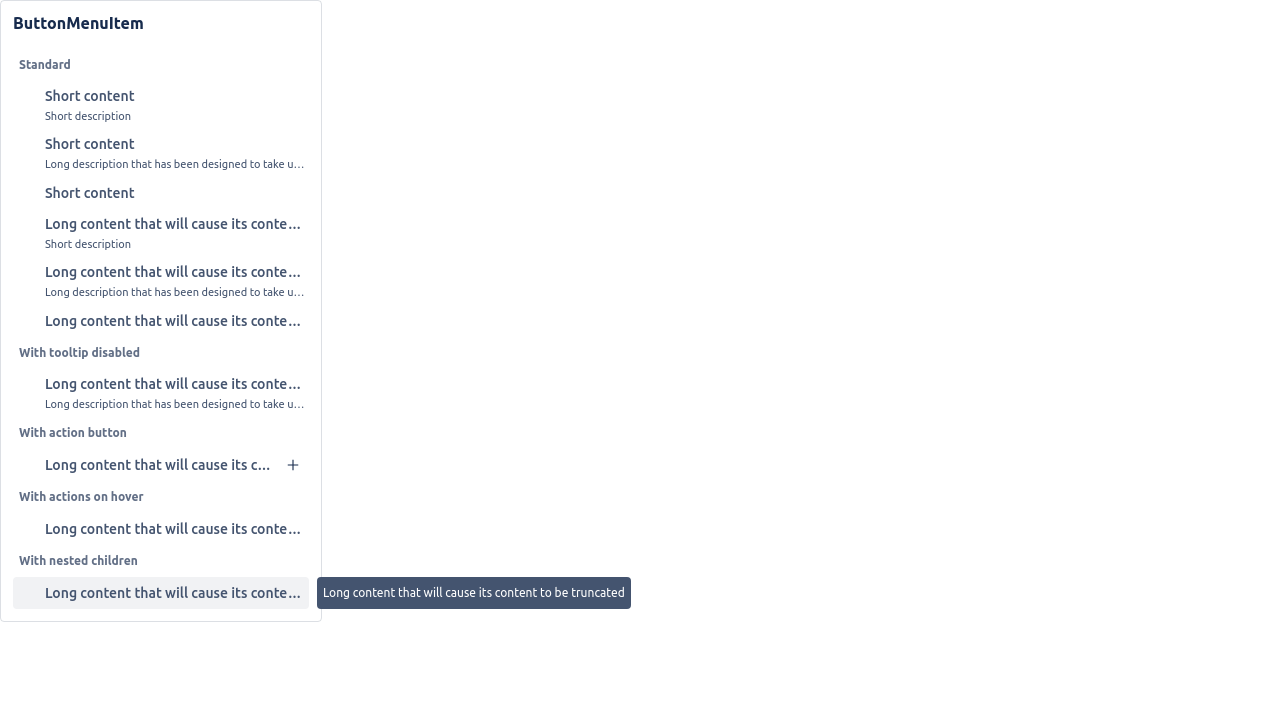 ButtonMenuItem
Standard
Short content
Short description
Short content
Long description that has been designed to take u…
Short content
Long content that will cause its conte…
Short description
Long content that will cause its conte…
Long description that has been designed to take u…
Long content that will cause its conte…
With tooltip disabled
Long content that will cause its conte…
Long description that has been designed to take u…
With action button
Long content that will cause its c…
With actions on hover
Long content that will cause its conte…
With nested children
Long content that will cause its conte…
Long content that will cause its content to be truncated